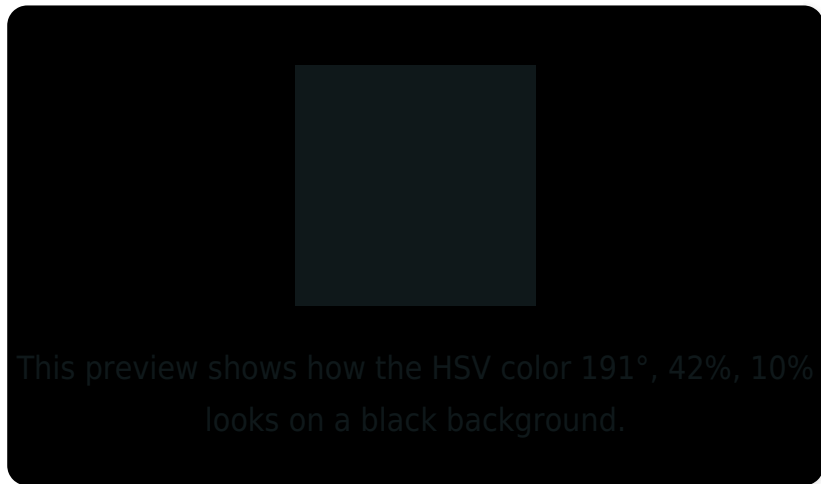 This preview shows how the HSV color 191°, 42%, 10%
looks on a black background.